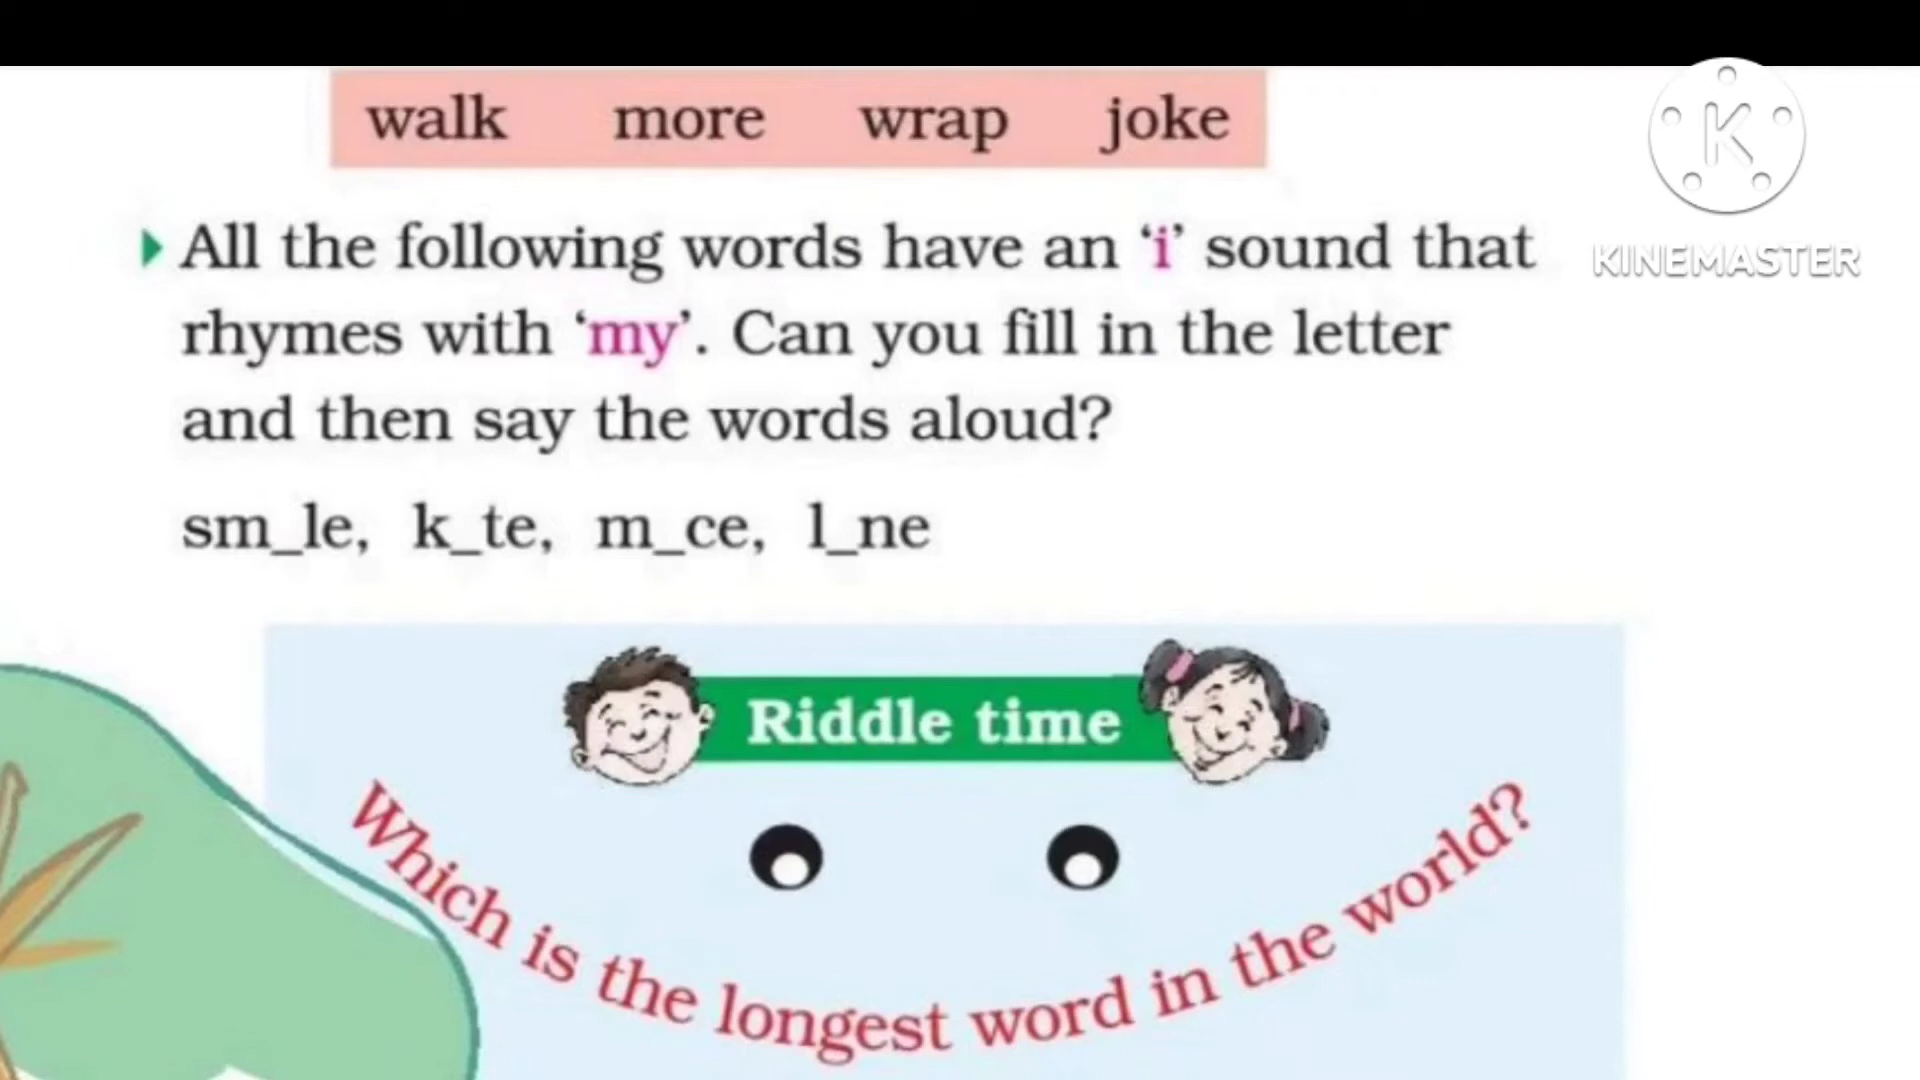 walk more wrap joke
K
KINEMASTER
All the following words have an ‘i’ sound that
rhymes with ‘my’. Can you fill in the letter
and then say the words aloud?
sm_le, k_te, m_ce, l_ne
Riddle time
Which is the longest word in the world?